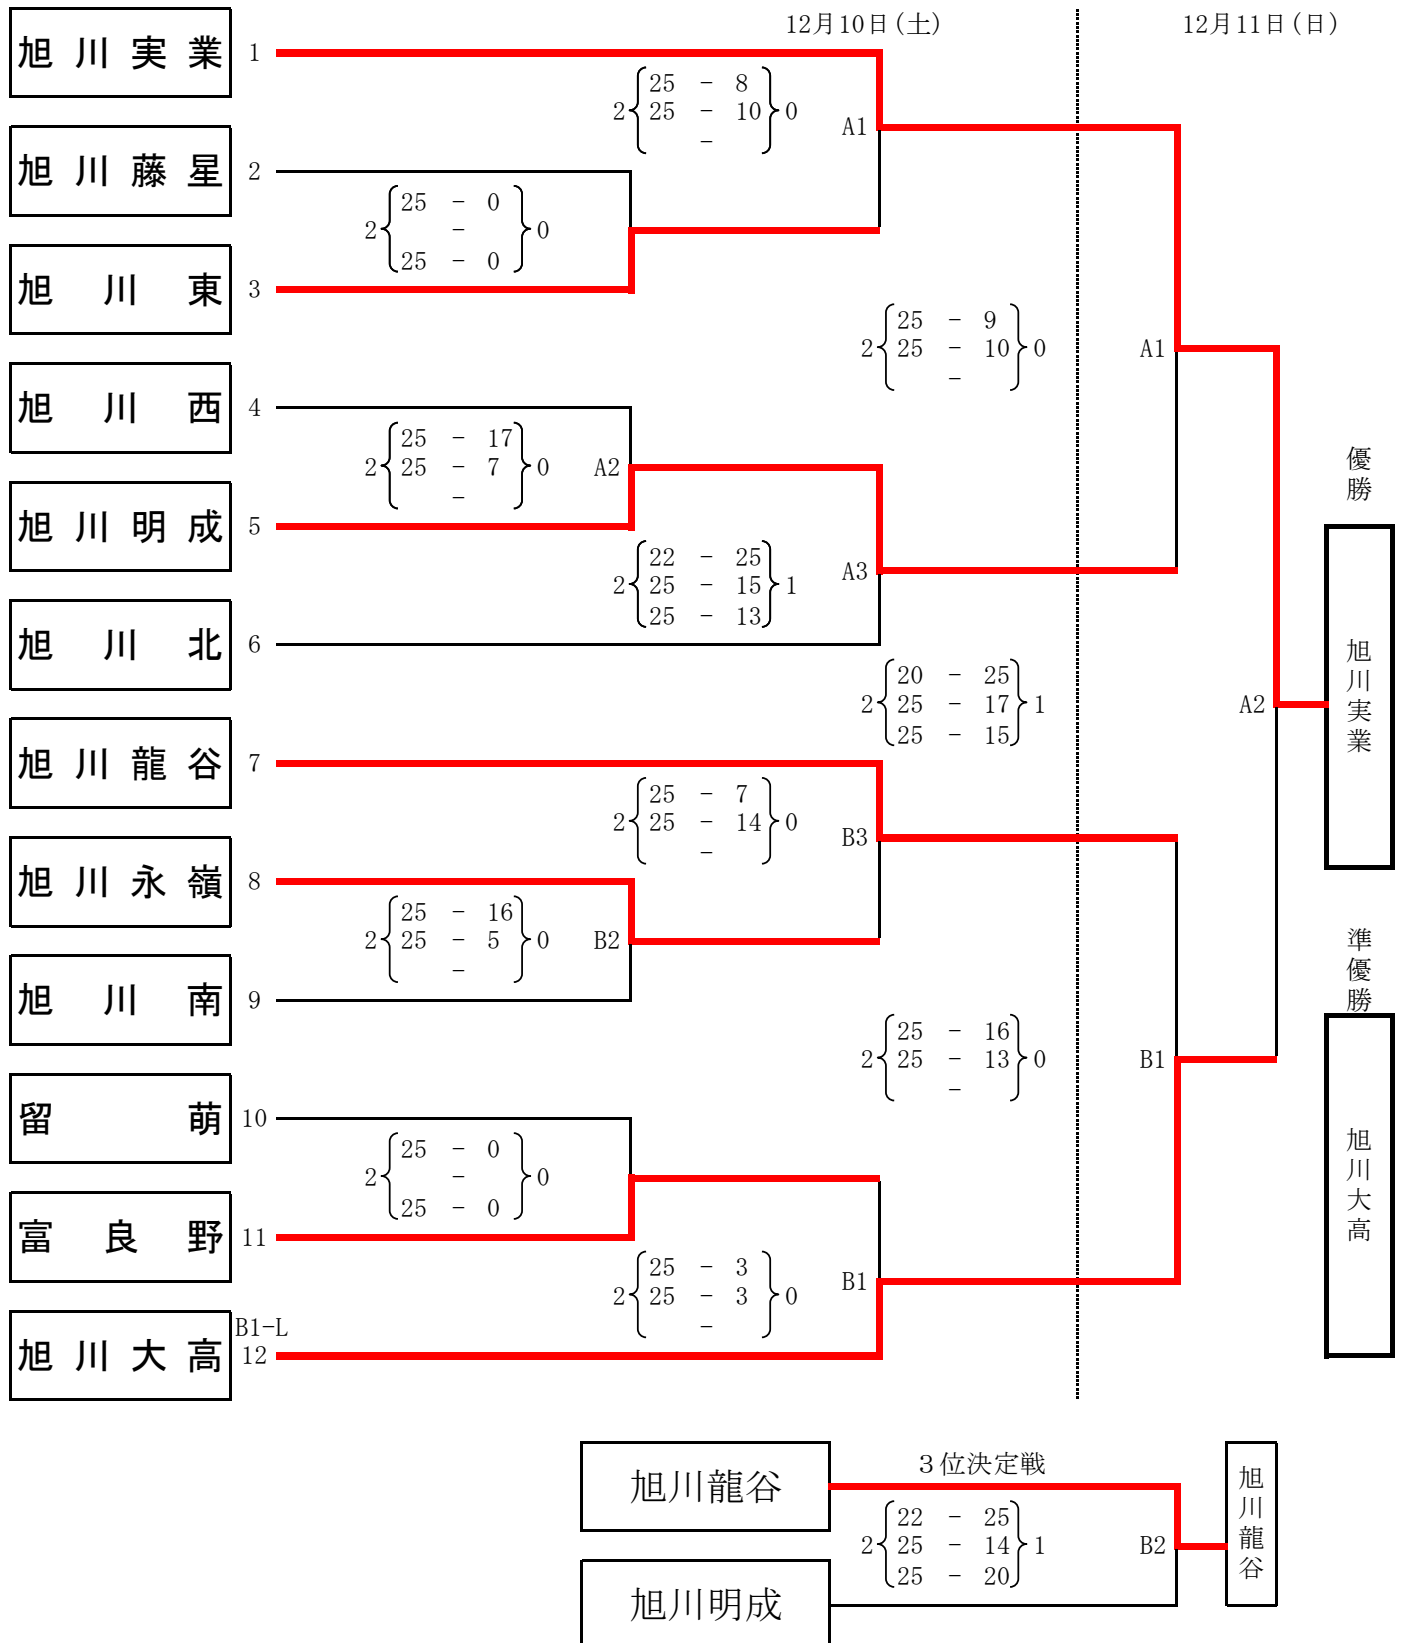 12月10日(土)
12月11日(日)
旭川実業 1
25 - 8
2 25 - 10 0
-
A1
旭川藤星 2
25 - 0
2 - 0
25 - 0
旭川東 3
25 - 9
2 25 - 10 0
-
A1
旭川西 4
25 - 17
2 25 - 7 0
-
A2
旭川明成 5
22 - 25
2 25 - 15 1
25 - 13
A3
旭川北 6
優勝
旭川実業
20 - 25
2 25 - 17 1
25 - 15
A2
旭川龍谷 7
25 - 7
2 25 - 14 0
-
B3
旭川永嶺 8
25 - 16
2 25 - 5 0
-
B2
旭川南 9
準優勝
旭川大高
25 - 16
2 25 - 13 0
-
B1
留萌 10
25 - 0
2 - 0
25 - 0
富良野 11
25 - 3
2 25 - 3 0
-
B1
B1-L
旭川大高 12
3位決定戦
旭川龍谷
22 - 25
2 25 - 14 1
25 - 20
B2
旭川龍谷
旭川明成